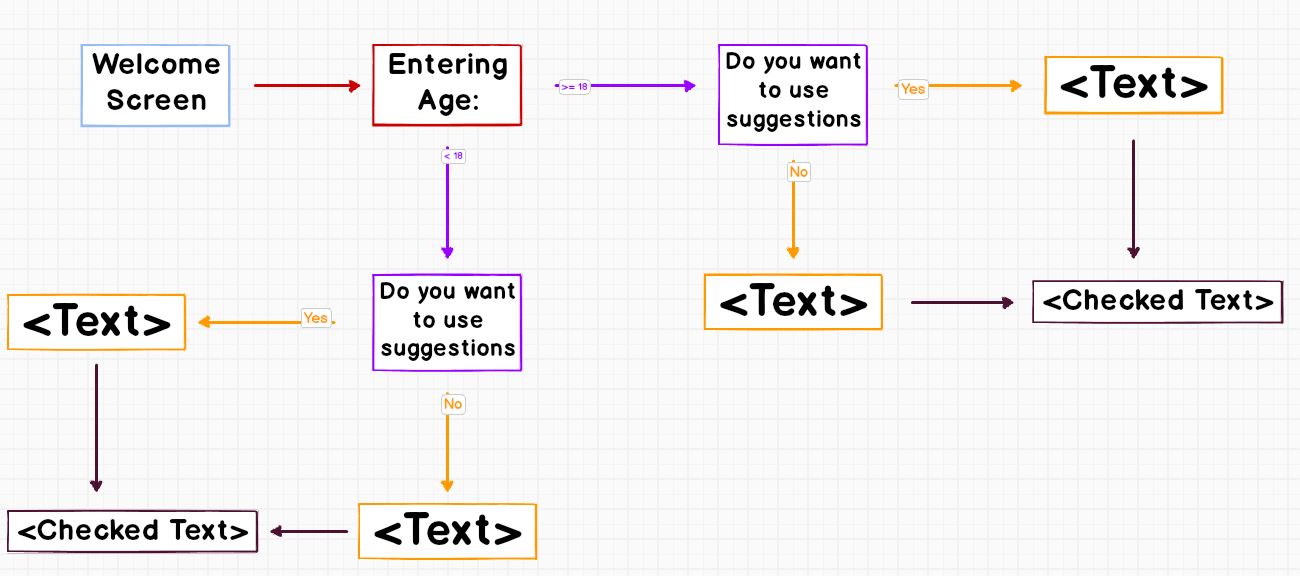 Welcome
Screen
Entering
Age:
>= 18
Do you want
to use
suggestions
Yes
<Text>
< 18
No
<Text>
<Checked Text>
Do you want
to use
suggestions
Yes
<Text>
No
<Text>
<Checked Text>